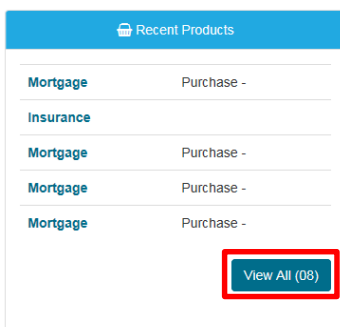 Recent Products
Mortgage Purchase -
Insurance
Mortgage Purchase -
Mortgage Purchase -
Mortgage Purchase -
View All (08)